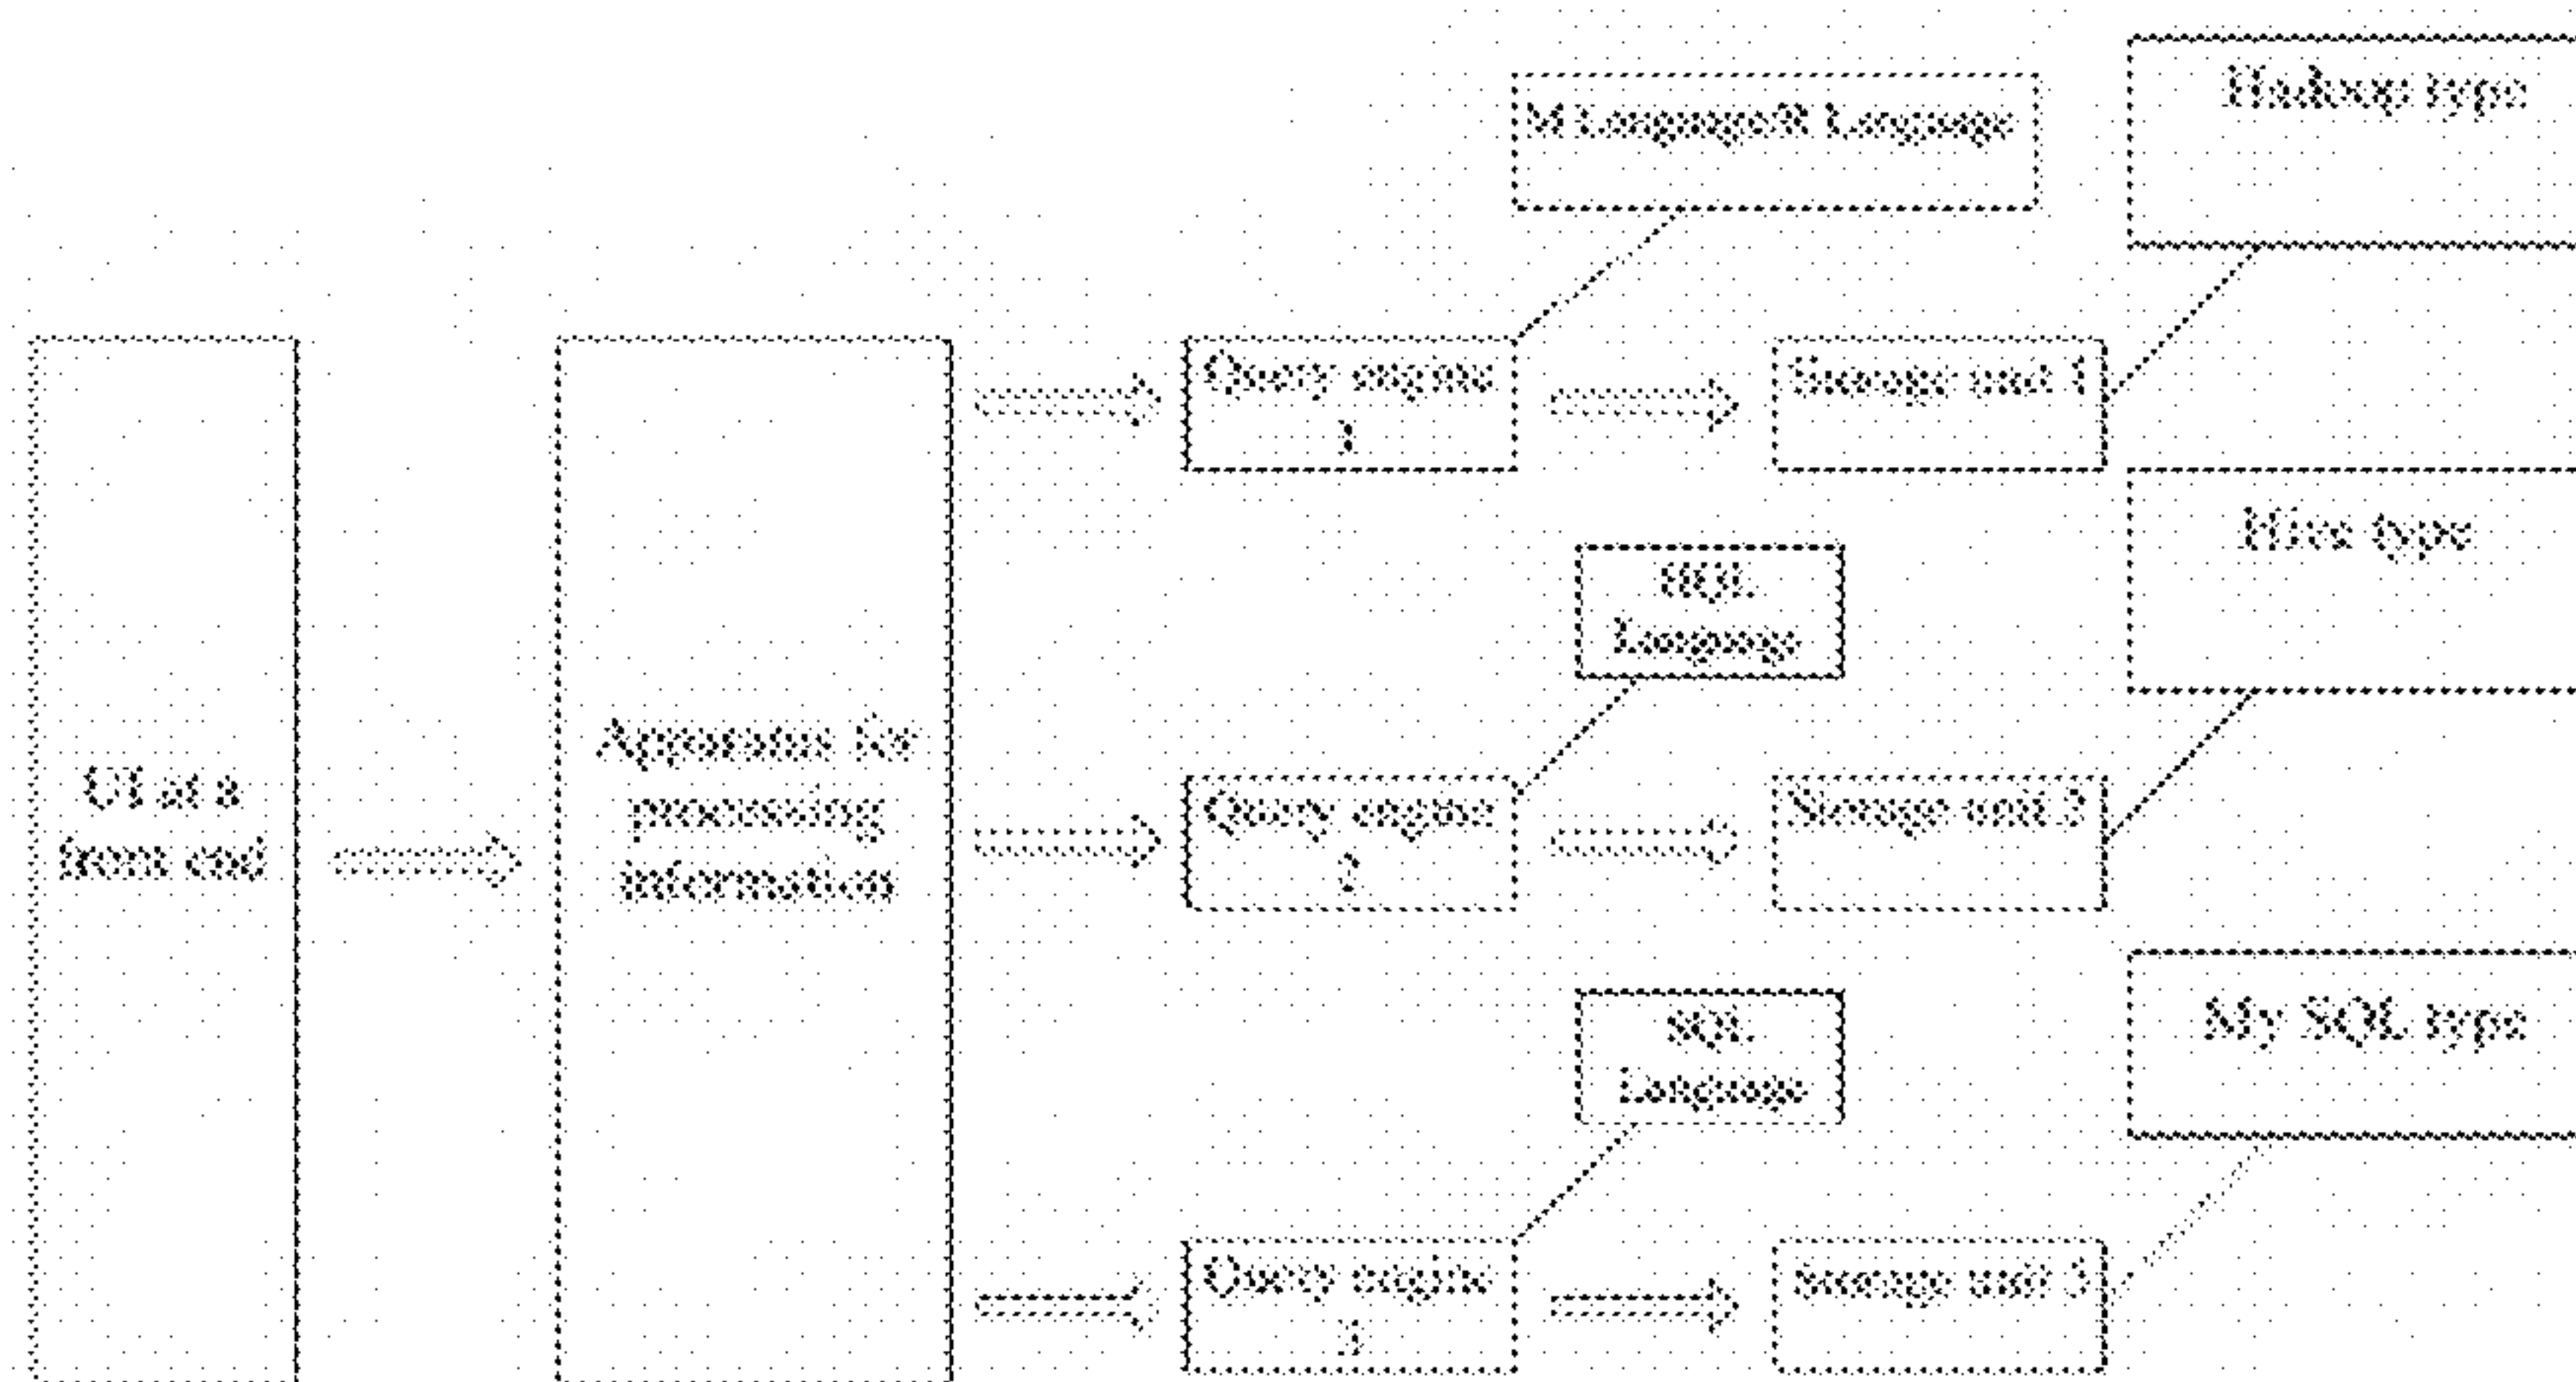 Hadoop type
M Language/R Language
Query engine
1
Storage unit 1
Hive type
HQL
Language
UI at a
front end
Apparatus for
processing
information
Query engine
2
Storage unit 2
SQL
Language
My SQL type
Query engine
3
Storage unit 3